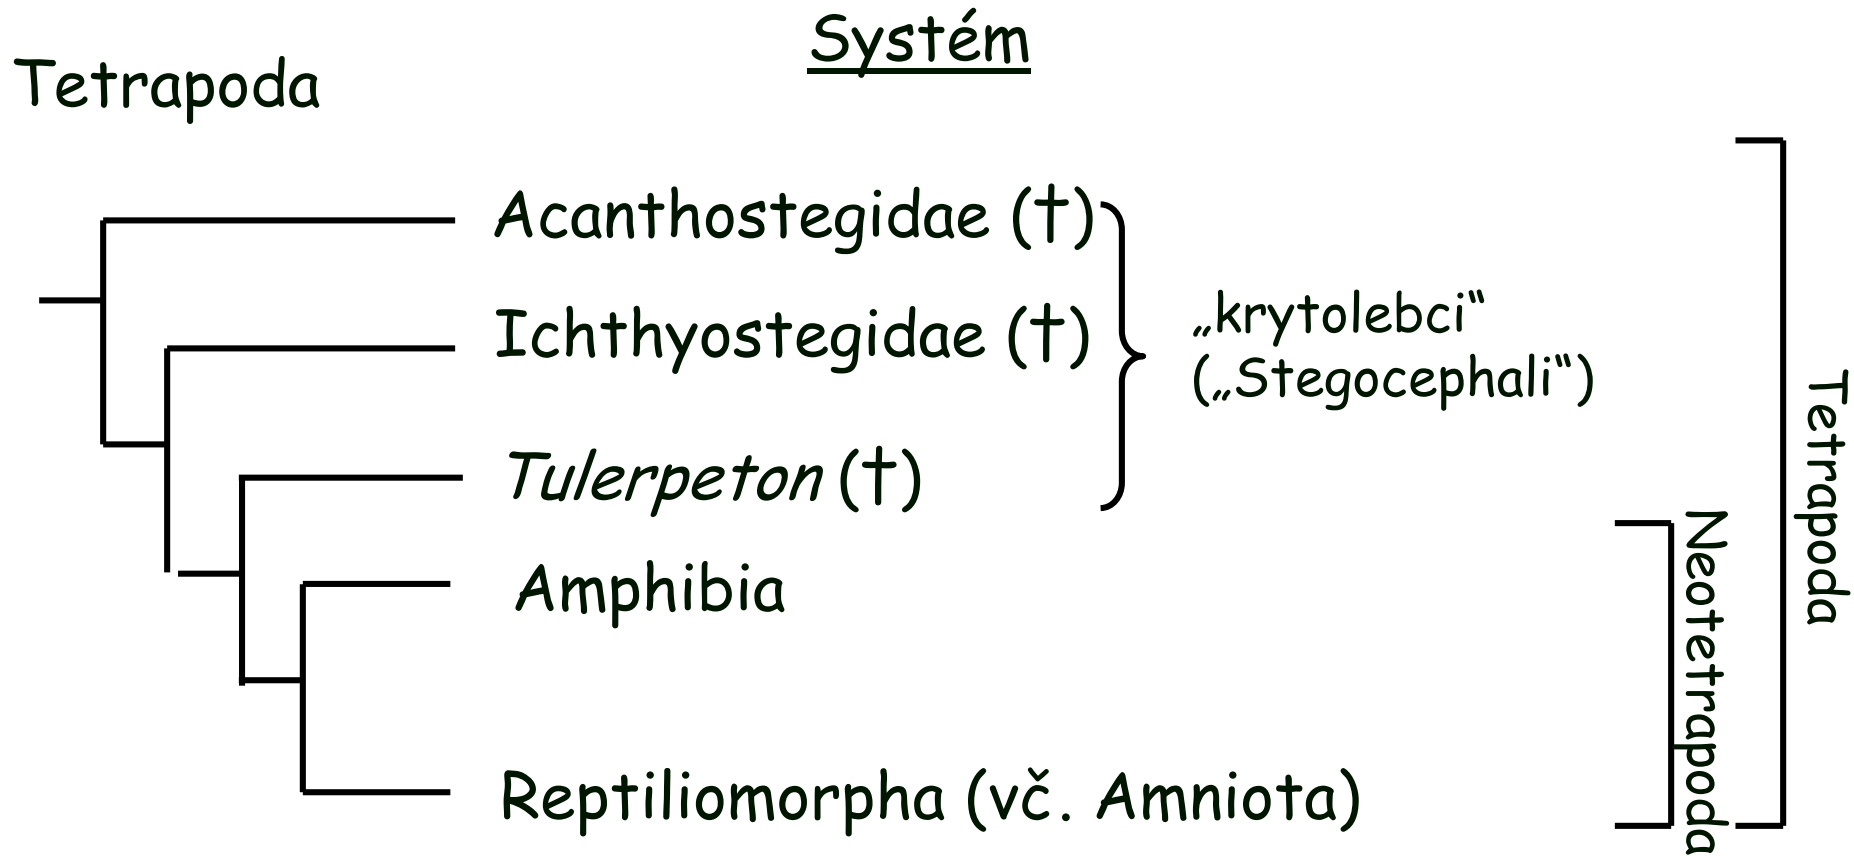 Systém
Tetrapoda
Acanthostegidae (†)
Ichthyostegidae (†)
„krytolebci“
(„Stegocephali“)
Tulerpeton (†)
Amphibia
Reptiliomorpha (vč. Amniota)
Neotetrapoda
Tetrapoda